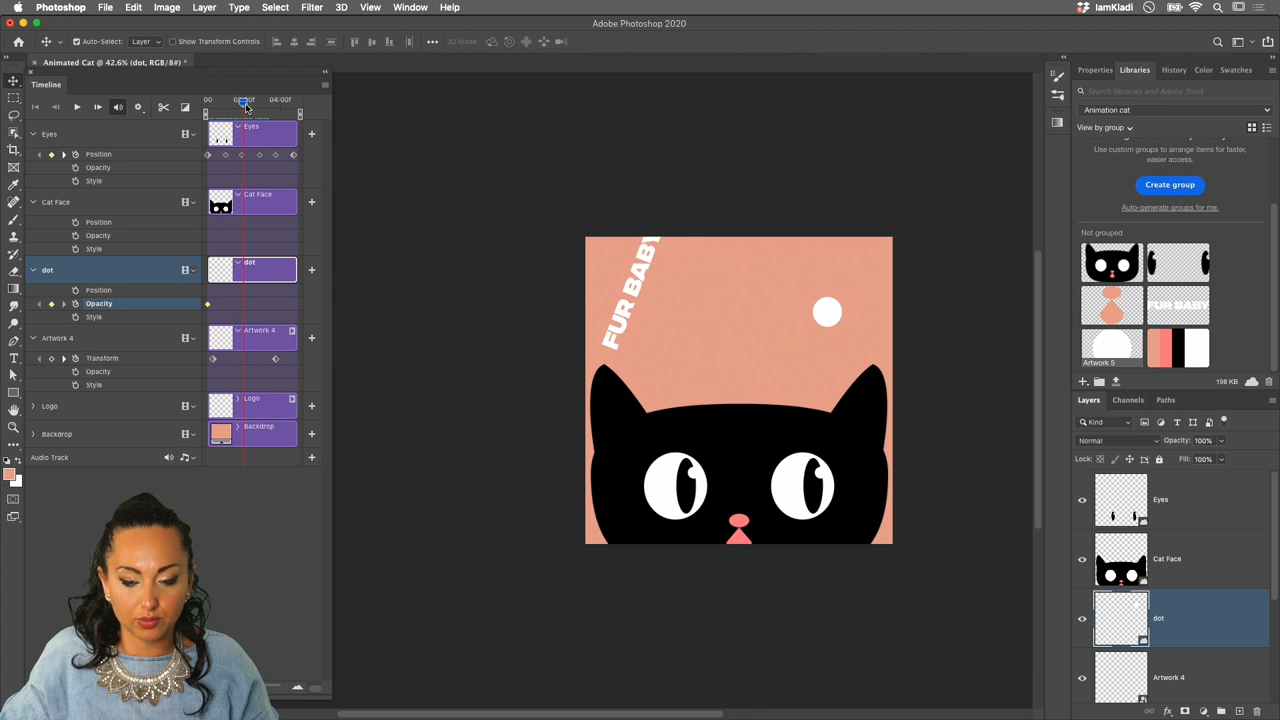 Photoshop File Edit Image Layer Type Select Filter 3D View Window Help
IamKladi
Adobe Photoshop 2020
Auto-Select: Layer Show Transform Controls
3D Mode:
Animated Cat @ 42.6% (dot, RGB/8#) *
Timeline
00
04:00f
Eyes
Eyes
Position
Opacity
Style
Cat Face
Cat Face
Position
Opacity
Style
dot
dot
Position
Opacity
Style
Artwork 4
Artwork 4
Transform
Opacity
Style
Logo
Logo
Backdrop
Backdrop
Audio Track
FUR BABY
Properties Libraries History Color Swatches
Search libraries and Adobe Stock
Animation cat
View by group
Use custom groups to arrange items for faster,
easier access.
Create group
Auto-generate groups for me.
Not grouped
FUR BABY
Artwork 5
198 KB
Layers Channels Paths
Kind
Normal Opacity: 100%
Lock: Fill: 100%
Eyes
Cat Face
dot
Artwork 4